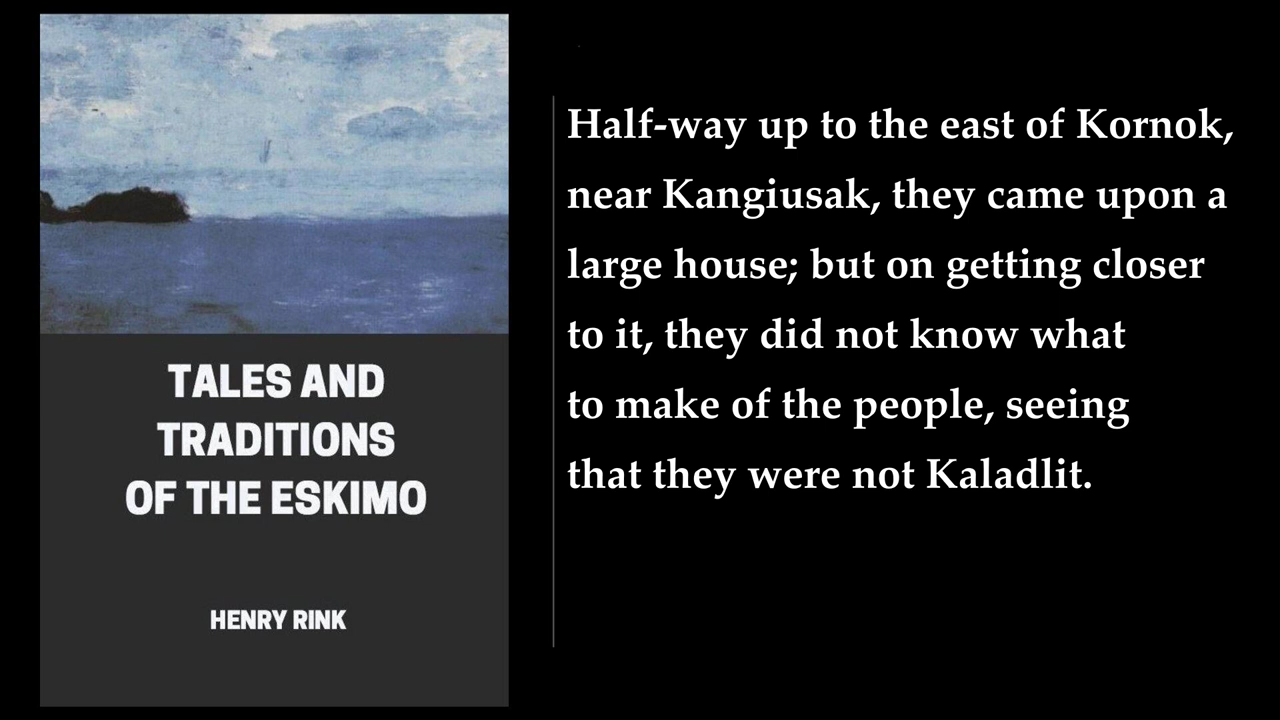 TALES AND
TRADITIONS
OF THE ESKIMO
HENRY RINK
Half-way up to the east of Kornok,
near Kangiusak, they came upon a
large house; but on getting closer
to it, they did not know what
to make of the people, seeing
that they were not Kaladlit.